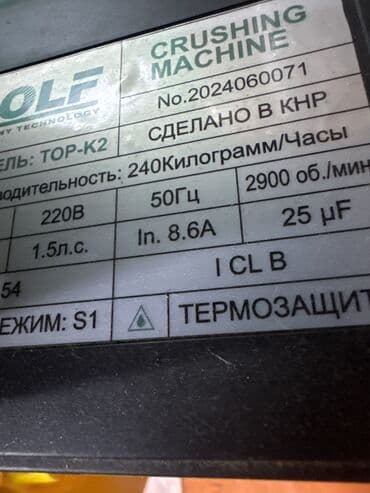 OLF
TECHNOLOGY
CRUSHING
MACHINE
No.2024060071
СДЕЛАНО В КНР
ЕЛЬ: TOP-K2
водительность: 240Килограмм/Часы
220В
50Гц
2900 об./мин
1.5л.с.
In. 8.6A
25 µF
54
I CL B
ЕЖИМ: S1
ТЕРМОЗАЩИТ